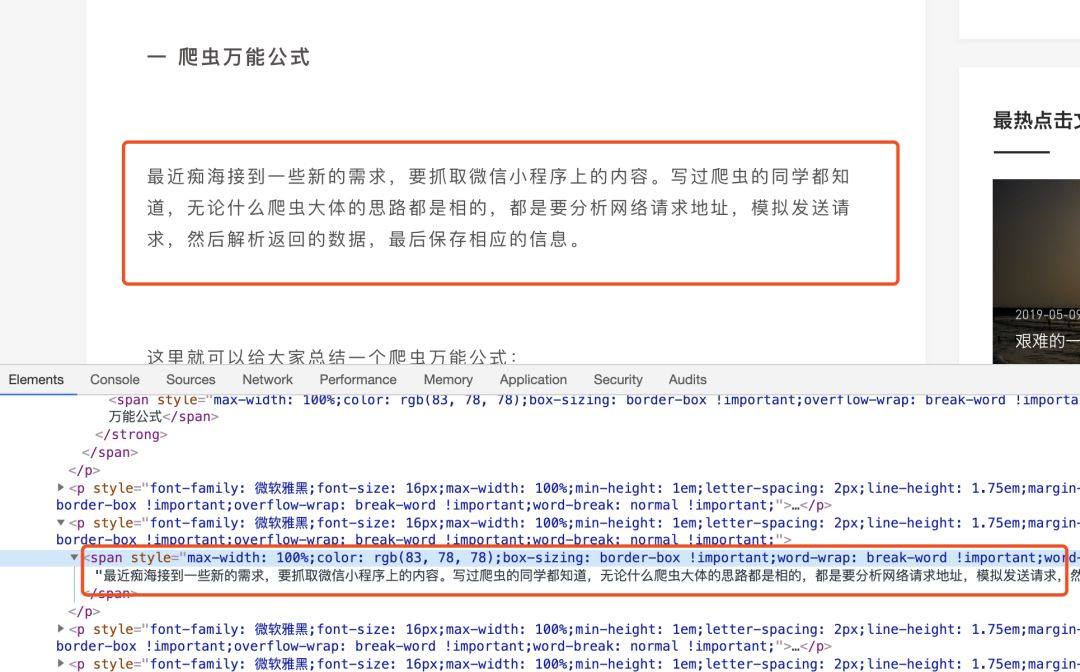 一 爬虫万能公式
最热点击文
最近痴海接到一些新的需求，要抓取微信小程序上的内容。写过爬虫的同学都知
道，无论什么爬虫大体的思路都是相的，都是要分析网络请求地址，模拟发送请
求，然后解析返回的数据，最后保存相应的信息。
2019-05-09
艰难的一
这里就可以给大家总结一个爬虫万能公式：
Elements Console Sources Network Performance Memory Application Security Audits
<span style="max-width: 100%;color: rgb(83, 78, 78);box-sizing: border-box !important;overflow-wrap: break-word !importa
万能公式</span>
</strong>
</span>
</p>
<p style="font-family: 微软雅黑;font-size: 16px;max-width: 100%;min-height: 1em;letter-spacing: 2px;line-height: 1.75em;margin-
border-box !important;overflow-wrap: break-word !important;word-break: normal !important;">…</p>
<p style="font-family: 微软雅黑;font-size: 16px;max-width: 100%;min-height: 1em;letter-spacing: 2px;line-height: 1.75em;margin-
border-box !important;overflow-wrap: break-word !important;word-break: normal !important;">
<span style="max-width: 100%;color: rgb(83, 78, 78);box-sizing: border-box !important;word-wrap: break-word !important;word-
"最近痴海接到一些新的需求，要抓取微信小程序上的内容。写过爬虫的同学都知道，无论什么爬虫大体的思路都是相的，都是要分析网络请求地址，模拟发送请求，然
</span>
</p>
<p style="font-family: 微软雅黑;font-size: 16px;max-width: 100%;min-height: 1em;letter-spacing: 2px;line-height: 1.75em;margin-
border-box !important;overflow-wrap: break-word !important;word-break: normal !important;">…</p>
<p style="font-family: 微软雅黑;font-size: 16px;max-width: 100%;min-height: 1em;letter-spacing: 2px;line-height: 1.75em;margin-